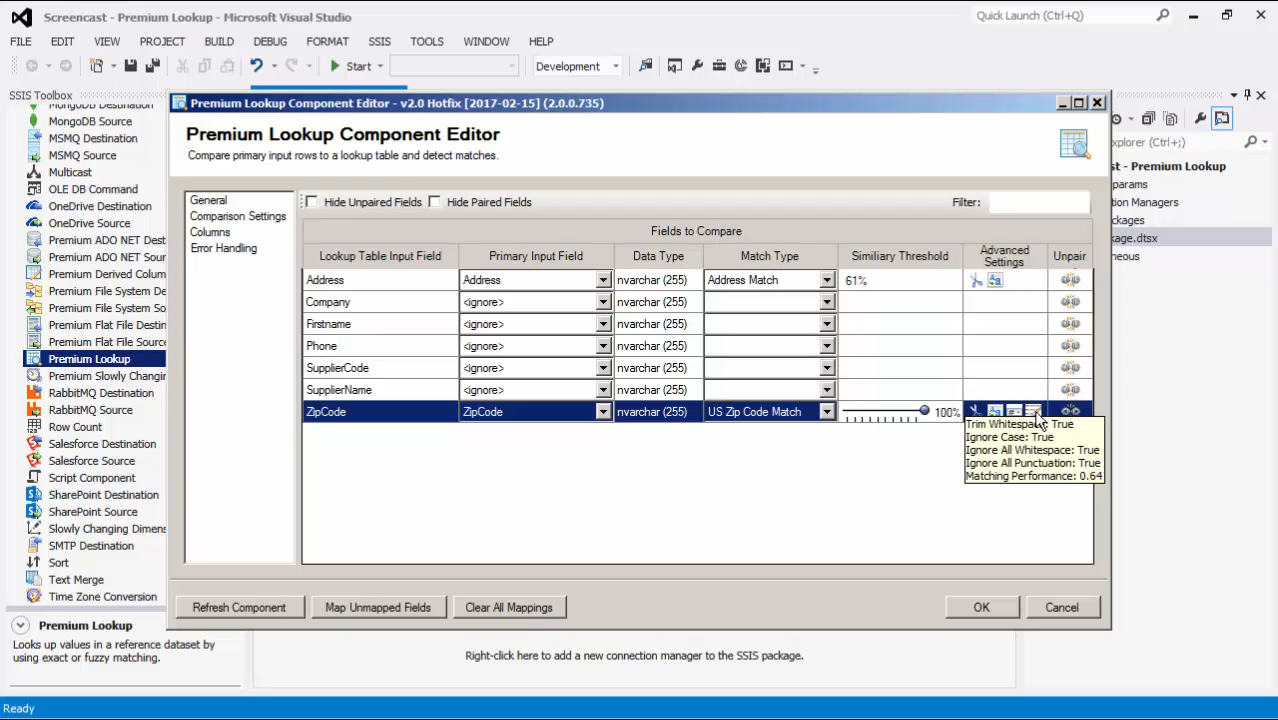 Screencast - Premium Lookup - Microsoft Visual Studio
Quick Launch (Ctrl+Q)
FILE EDIT VIEW PROJECT BUILD DEBUG FORMAT SSIS TOOLS WINDOW HELP
Start
Development
SSIS Toolbox
MongoDB Destination
MongoDB Source
MSMQ Destination
MSMQ Source
Multicast
OLE DB Command
OneDrive Destination
OneDrive Source
Premium ADO NET Dest
Premium ADO NET Sour
Premium Derived Colum
Premium File System De
Premium File System So
Premium Flat File Destin
Premium Flat File Source
Premium Lookup
Premium Slowly Changin
RabbitMQ Destination
RabbitMQ Source
Row Count
Salesforce Destination
Salesforce Source
Script Component
SharePoint Destination
SharePoint Source
Slowly Changing Dimens
SMTP Destination
Sort
Text Merge
Time Zone Conversion
Premium Lookup
Looks up values in a reference dataset by
using exact or fuzzy matching.
Premium Lookup Component Editor - v2.0 Hotfix [2017-02-15] (2.0.0.735)
Premium Lookup Component Editor
Compare primary input rows to a lookup table and detect matches.
General
Comparison Settings
Columns
Error Handling
Hide Unpaired Fields Hide Paired Fields Filter:
Fields to Compare
Lookup Table Input Field Primary Input Field Data Type Match Type Similiary Threshold Advanced Settings Unpair
Address Address nvarchar (255) Address Match 61%
Company <ignore> nvarchar (255)
Firstname <ignore> nvarchar (255)
Phone <ignore> nvarchar (255)
SupplierCode <ignore> nvarchar (255)
SupplierName <ignore> nvarchar (255)
ZipCode ZipCode nvarchar (255) US Zip Code Match 100%
Trim Whitespace: True
Ignore Case: True
Ignore All Whitespace: True
Ignore All Punctuation: True
Matching Performance: 0.64
Refresh Component Map Unmapped Fields Clear All Mappings OK Cancel
xplorer (Ctrl+;)
st - Premium Lookup
arams
nection Managers
ackages
kage.dtsx
neous
Right-click here to add a new connection manager to the SSIS package.
Ready